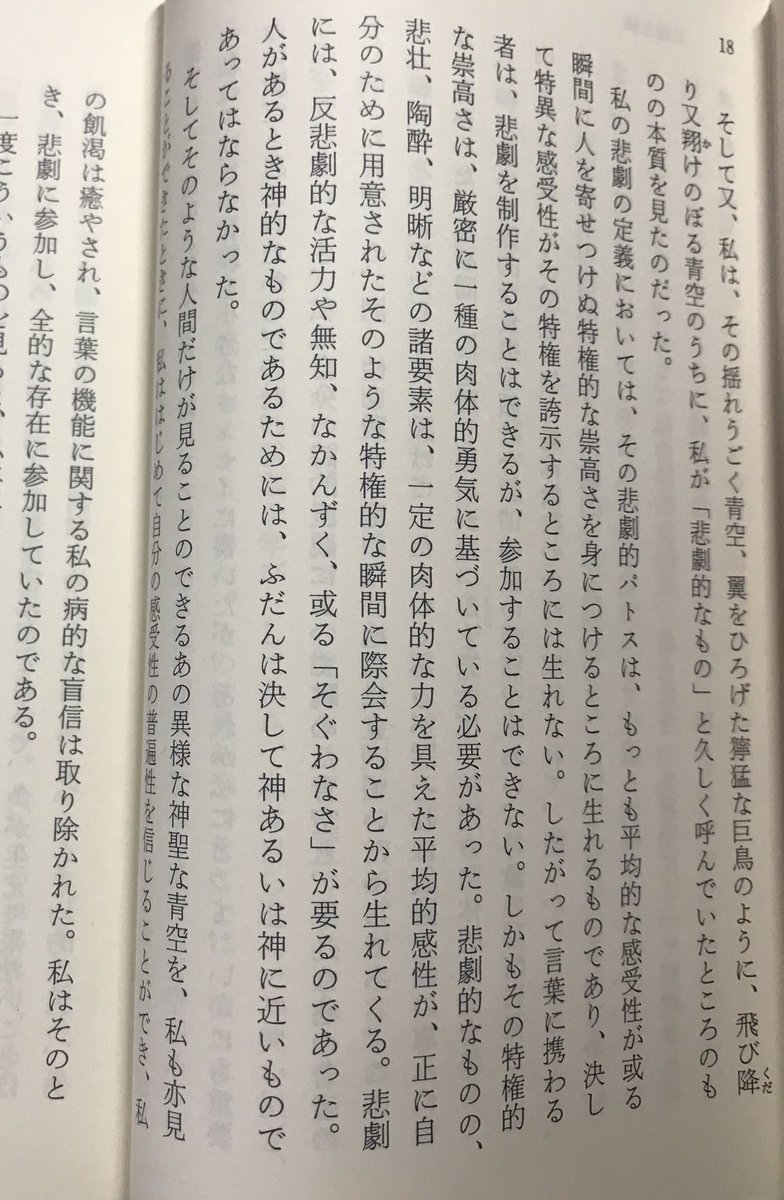 18
そして又、私は、その揺れうごく青空、翼をひろげた獰猛な巨鳥のように、飛び降くだ
り又翔かけのぼる青空のうちに、私が「悲劇的なもの」と久しく呼んでいたところのも
のの本質を見たのだった。
私の悲劇の定義においては、その悲劇的パトスは、もっとも平均的な感受性が或る
瞬間に人を寄せつけぬ特権的な崇高さを身につけるところに生れるものであり、決し
て特異な感受性がその特権を誇示するところには生れない。したがって言葉に携わる
者は、悲劇を制作することはできるが、参加することはできない。しかもその特権的
な崇高さは、厳密に一種の肉体的勇気に基づいている必要があった。悲劇的なものの、
悲壮、陶酔、明晰などの諸要素は、一定の肉体的な力を具えた平均的感性が、正に自
分のために用意されたそのような特権的な瞬間に際会することから生れてくる。悲劇
には、反悲劇的な活力や無知、なかんずく、或る「そぐわなさ」が要るのであった。
人があるとき神的なものであるためには、ふだんは決して神あるいは神に近いもので
あってはならなかった。
そしてそのような人間だけが見ることのできるあの異様な神聖な青空を、私も亦見
ることができたときに、私ははじめて自分の感受性の普遍性を信じることができ、私
の飢渇は癒やされ、言葉の機能に関する私の病的な盲信は取り除かれた。私はそのと
き、悲劇に参加し、全的な存在に参加していたのである。
一度こういうものを見